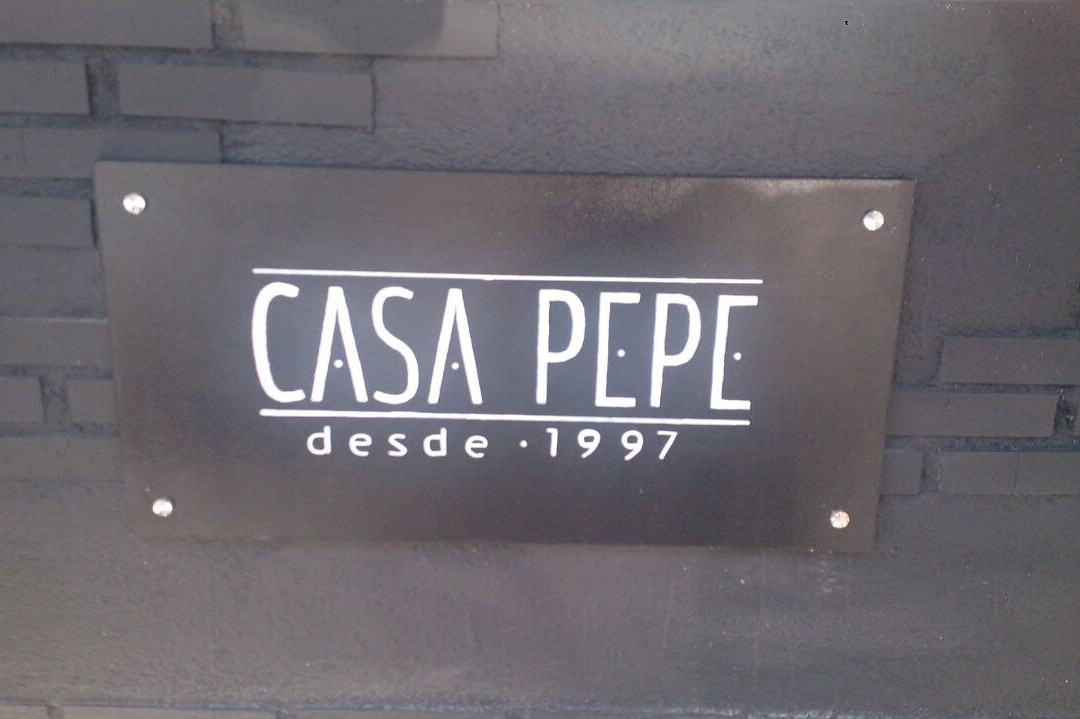 CASA PEPE
desde · 1997